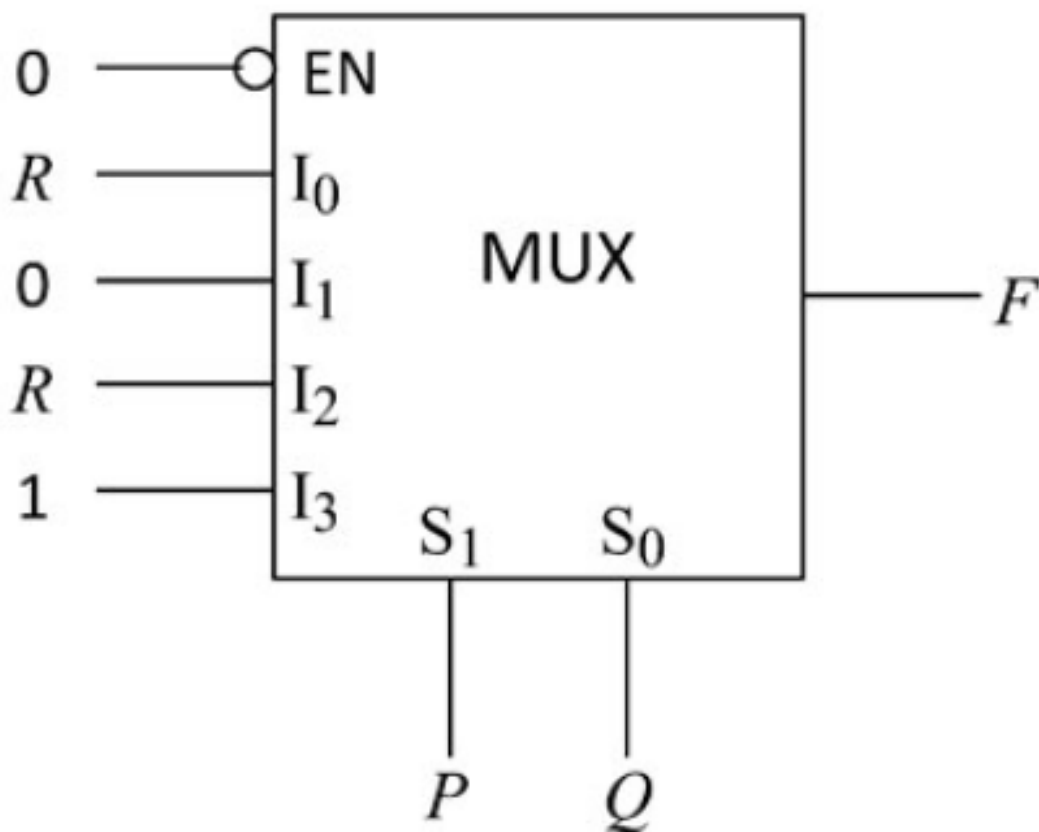 0 EN
R I₀
MUX
0 I₁
F
R I₂
1 I₃
S₁ S₀
P Q